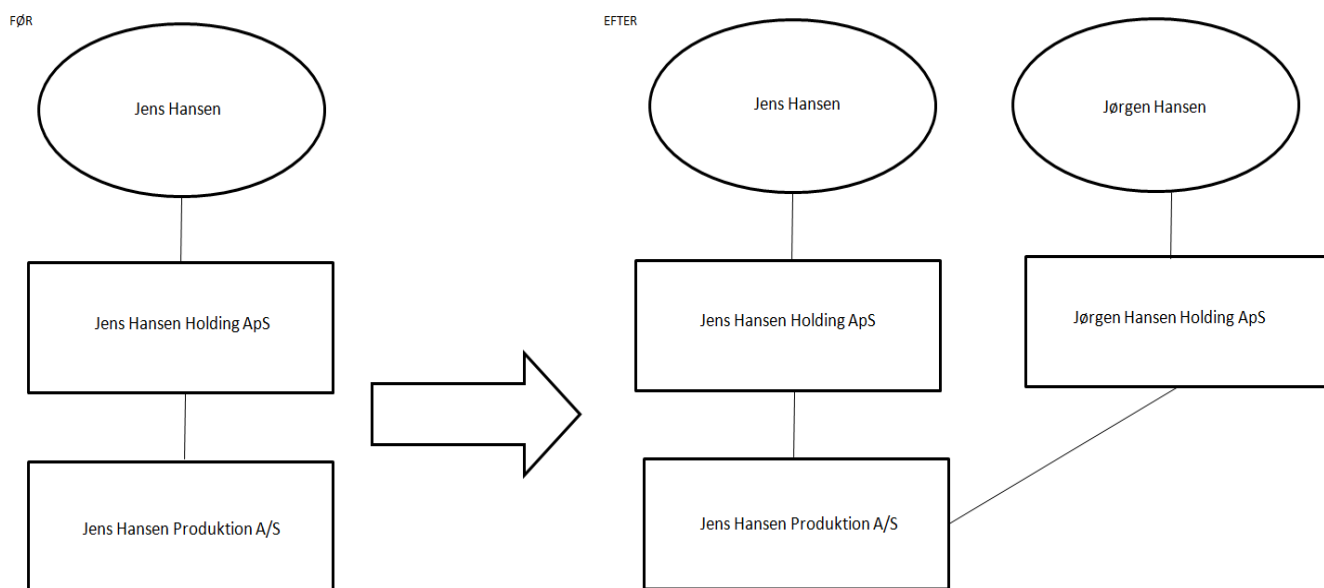 FØR
Jens Hansen
Jens Hansen Holding ApS
Jens Hansen Produktion A/S
EFTER
Jens Hansen
Jørgen Hansen
Jens Hansen Holding ApS
Jørgen Hansen Holding ApS
Jens Hansen Produktion A/S